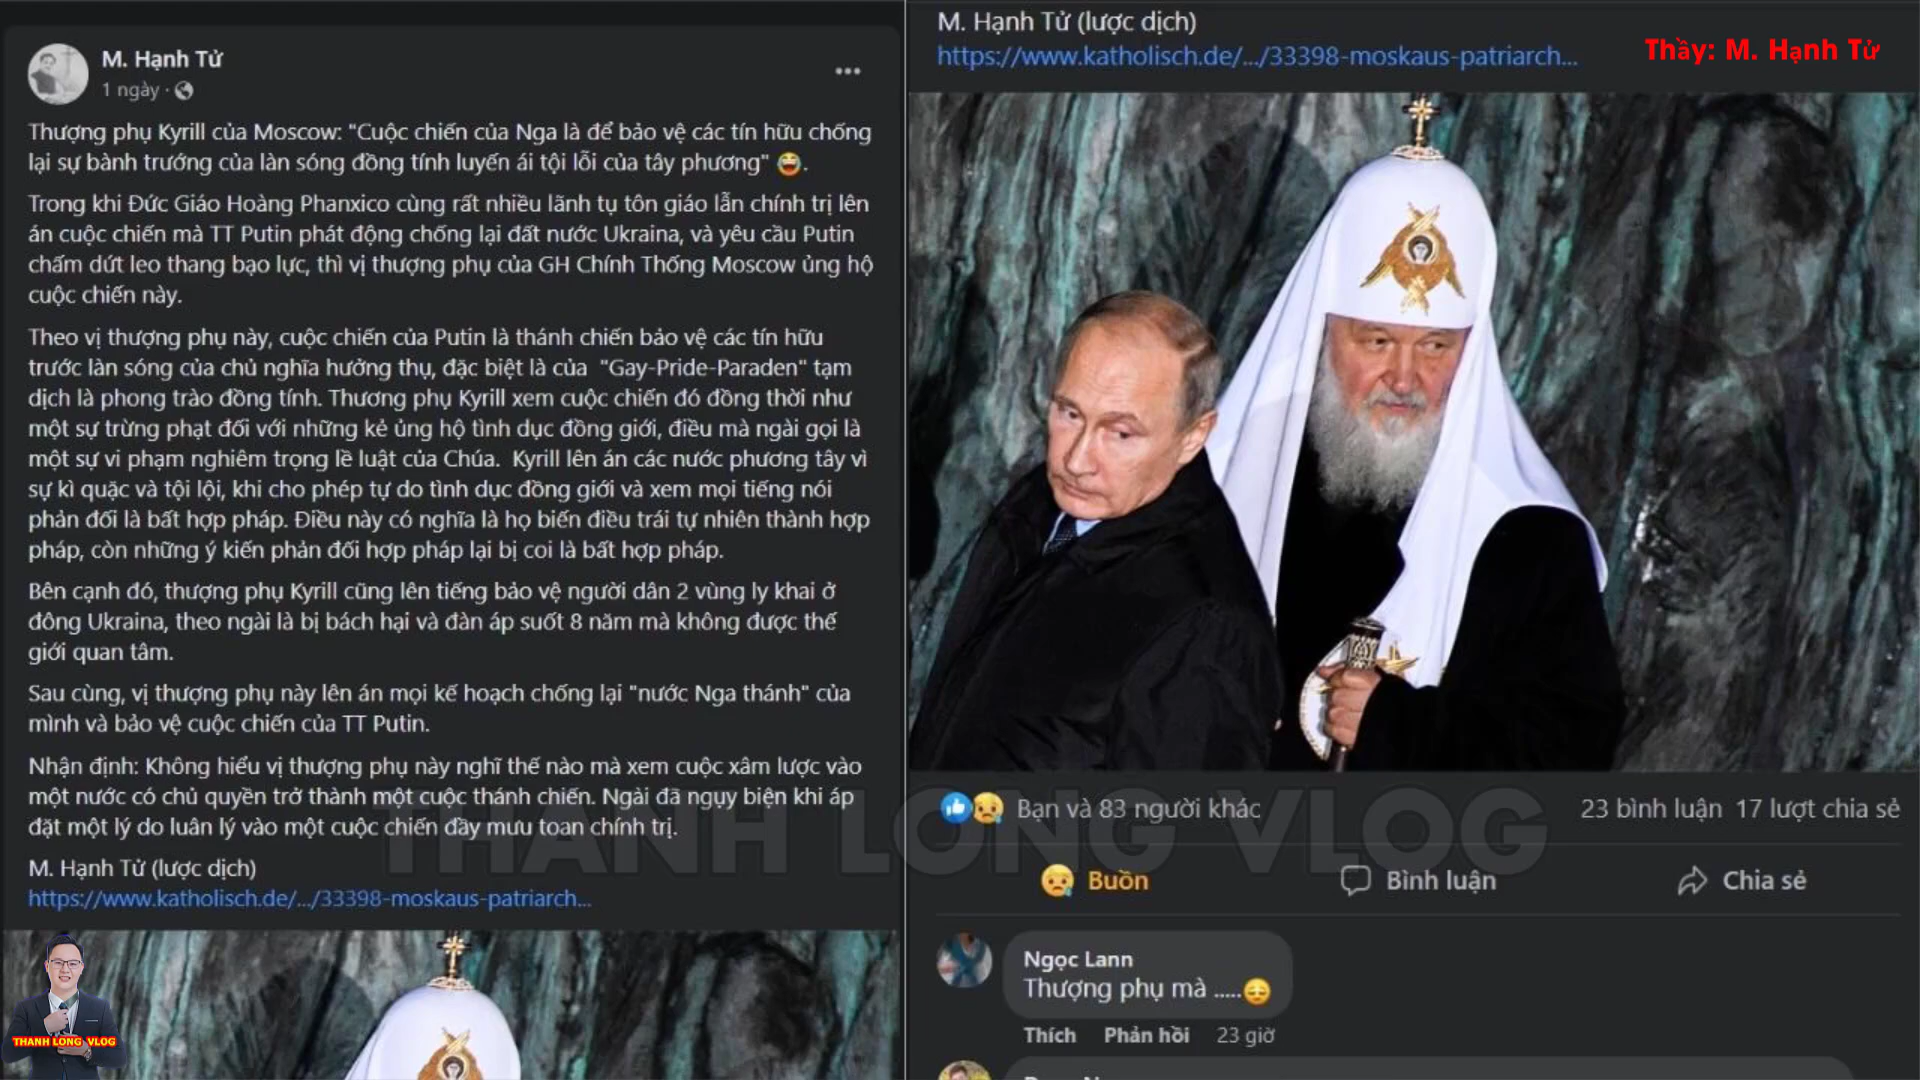 M. Hạnh Tử
1 ngày ·
Thượng phụ Kyrill của Moscow: "Cuộc chiến của Nga là để bảo vệ các tín hữu chống
lại sự bành trướng của làn sóng đồng tính luyến ái tội lỗi của tây phương" 😆.
Trong khi Đức Giáo Hoàng Phanxico cùng rất nhiều lãnh tụ tôn giáo lẫn chính trị lên
án cuộc chiến mà TT Putin phát động chống lại đất nước Ukraina, và yêu cầu Putin
chấm dứt leo thang bạo lực, thì vị thượng phụ của GH Chính Thống Moscow ủng hộ
cuộc chiến này.
Theo vị thượng phụ này, cuộc chiến của Putin là thánh chiến bảo vệ các tín hữu
trước làn sóng của chủ nghĩa hưởng thụ, đặc biệt là của "Gay-Pride-Paraden" tạm
dịch là phong trào đồng tính. Thương phụ Kyrill xem cuộc chiến đó đồng thời như
một sự trừng phạt đối với những kẻ ủng hộ tình dục đồng giới, điều mà ngài gọi là
một sự vi phạm nghiêm trọng lề luật của Chúa. Kyrill lên án các nước phương tây vì
sự kì quặc và tội lội, khi cho phép tự do tình dục đồng giới và xem mọi tiếng nói
phản đối là bất hợp pháp. Điều này có nghĩa là họ biến điều trái tự nhiên thành hợp
pháp, còn những ý kiến phản đối hợp pháp lại bị coi là bất hợp pháp.
Bên cạnh đó, thượng phụ Kyrill cũng lên tiếng bảo vệ người dân 2 vùng ly khai ở
đông Ukraina, theo ngài là bị bách hại và đàn áp suốt 8 năm mà không được thế
giới quan tâm.
Sau cùng, vị thượng phụ này lên án mọi kế hoạch chống lại "nước Nga thánh" của
mình và bảo vệ cuộc chiến của TT Putin.
Nhận định: Không hiểu vị thượng phụ này nghĩ thế nào mà xem cuộc xâm lược vào
một nước có chủ quyền trở thành một cuộc thánh chiến. Ngài đã ngụy biện khi áp
đặt một lý do luân lý vào một cuộc chiến đầy mưu toan chính trị.
M. Hạnh Tử (lược dịch)
https://www.katholisch.de/.../33398-moskaus-patriarch...
THANH LONG VLOG
M. Hạnh Tử (lược dịch)
https://www.katholisch.de/.../33398-moskaus-patriarch...
Thầy: M. Hạnh Tử
Bạn và 83 người khác
23 bình luận 17 lượt chia sẻ
Buồn
Bình luận
Chia sẻ
Ngọc Lann
Thượng phụ mà .....😔
Thích Phản hồi 23 giờ
THANH LONG VLOG